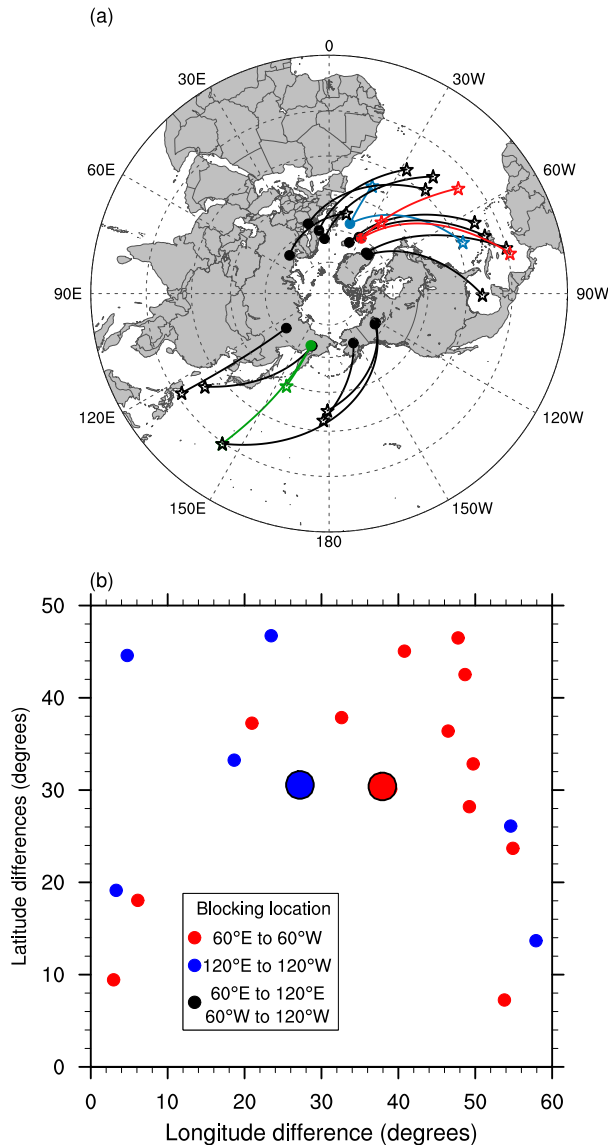 (a)
0
30E
30W
60E
60W
90E
90W
120E
120W
150E
150W
180
(b)
50
40
30
20
10
0
Latitude differences (degrees)
Blocking location
60°E to 60°W
120°E to 120°W
60°E to 120°E
60°W to 120°W
0 10 20 30 40 50 60
Longitude difference (degrees)